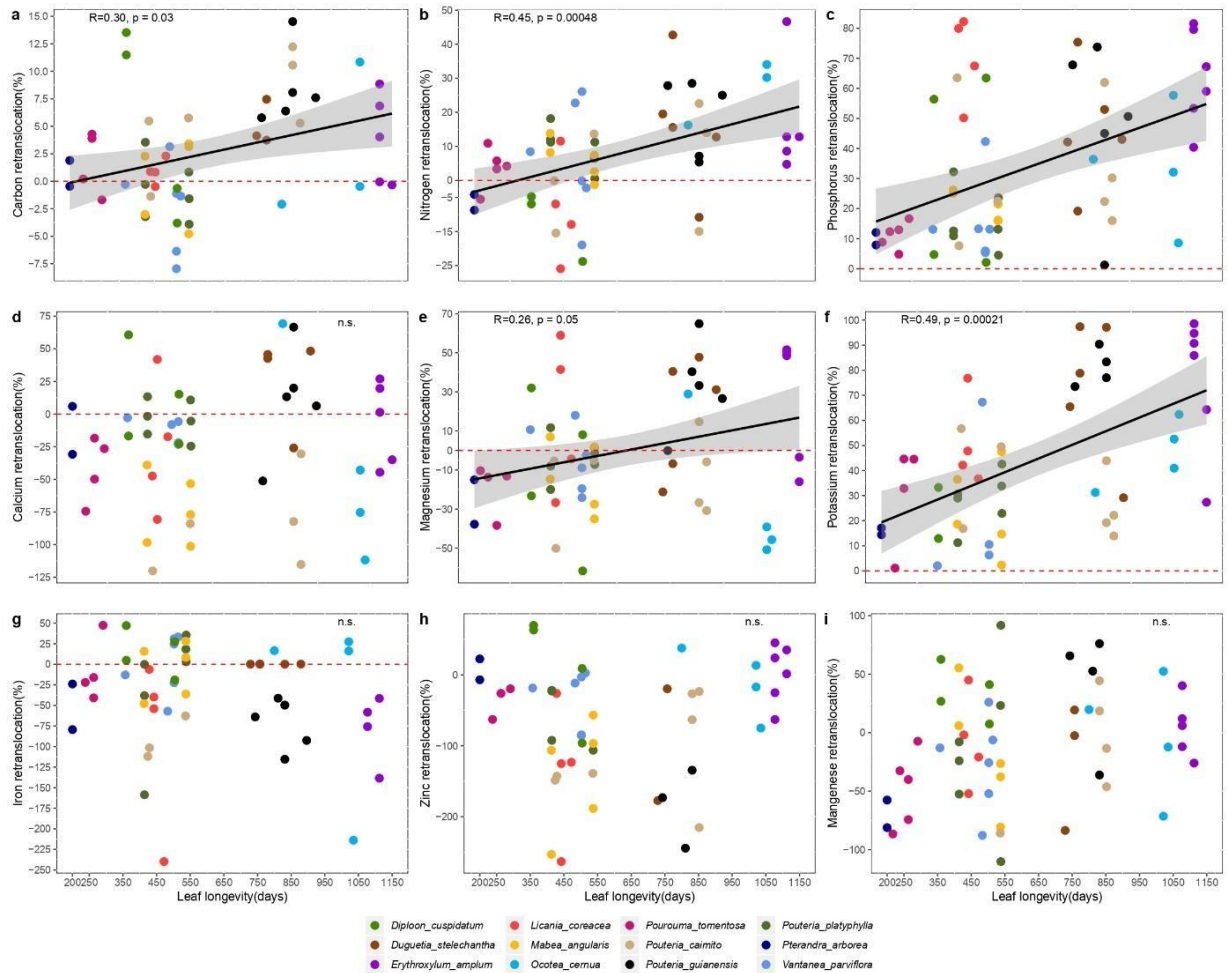 a
R=0.30, p = 0.03
Carbon retranslocation(%)
15.0
12.5
10.0
7.5
5.0
2.5
0.0
−2.5
−5.0
−7.5
b
R=0.45, p = 0.00048
Nitrogen retranslocation(%)
50
40
30
20
10
0
−10
−15
−25
c
Phosphorus retranslocation(%)
80
60
40
20
0
d
n.s.
Calcium retranslocation(%)
75
50
25
0
−25
−50
−75
−100
−125
e
R=0.26, p = 0.05
Magnesium retranslocation(%)
50
30
10
0
−10
−30
−50
f
R=0.49, p = 0.00021
Potassium retranslocation(%)
100
90
80
70
60
50
40
30
20
10
0
g
n.s.
Iron retranslocation(%)
50
25
0
−25
−50
−75
−100
−125
−150
−175
−200
−225
−250
200250 350 450 550 650 750 850 950 1050 1150
Leaf longevity(days)
h
n.s.
Zinc retranslocation(%)
0
−100
−200
200250 350 450 550 650 750 850 950 1050 1150
Leaf longevity(days)
i
n.s.
Mangenese retranslocation(%)
100
50
0
−50
−100
200250 350 450 550 650 750 850 950 1050 1150
Leaf longevity(days)
Diploon_cuspidatum Licania_coreacea Pourouma_tomentosa Pouteria_platyphylla
Duguetia_stelechantha Mabea_angularis Pouteria_caimito Pterandra_arborea
Erythroxylum_amplum Ocotea_cernua Pouteria_guianensis Vantanea_parviflora